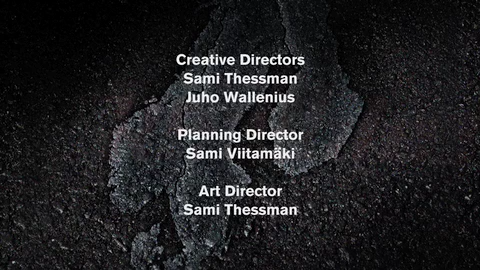 Creative Directors
Sami Thessman
Juho Wallenius
Planning Director
Sami Viitamäki
Art Director
Sami Thessman